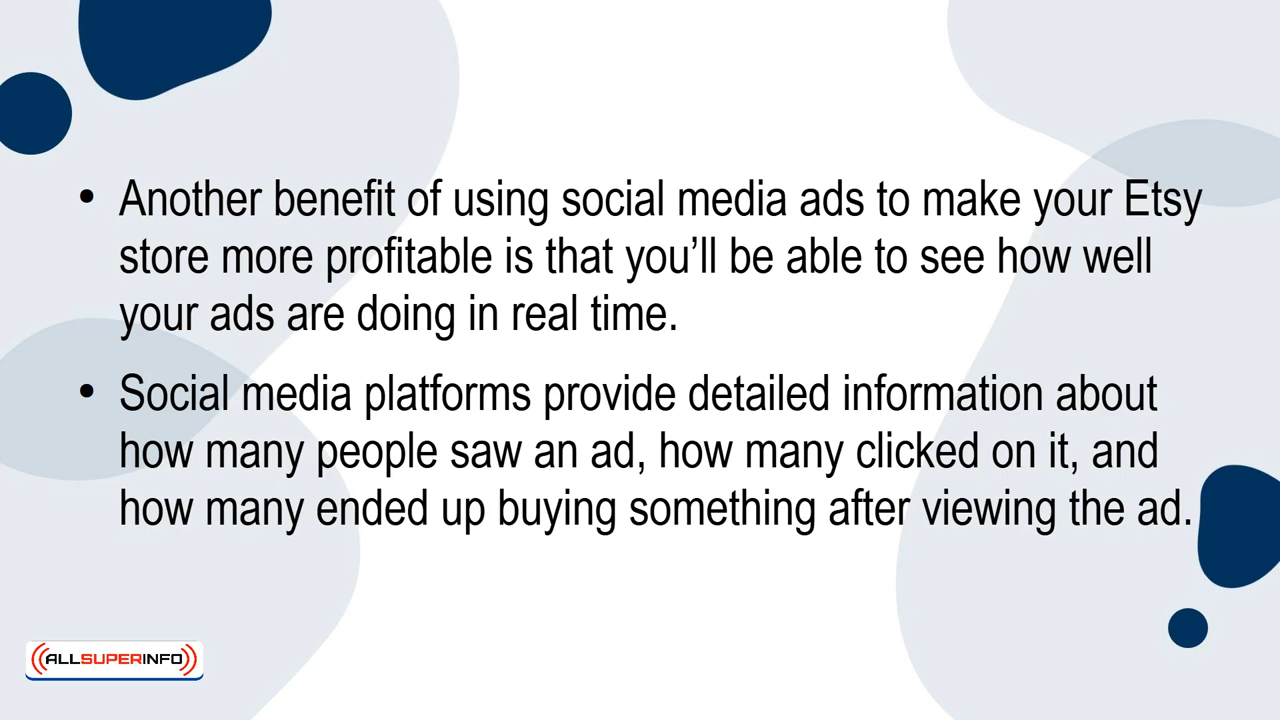 • Another benefit of using social media ads to make your Etsy
store more profitable is that you’ll be able to see how well
your ads are doing in real time.
• Social media platforms provide detailed information about
how many people saw an ad, how many clicked on it, and
how many ended up buying something after viewing the ad.
ALLSUPERINFO